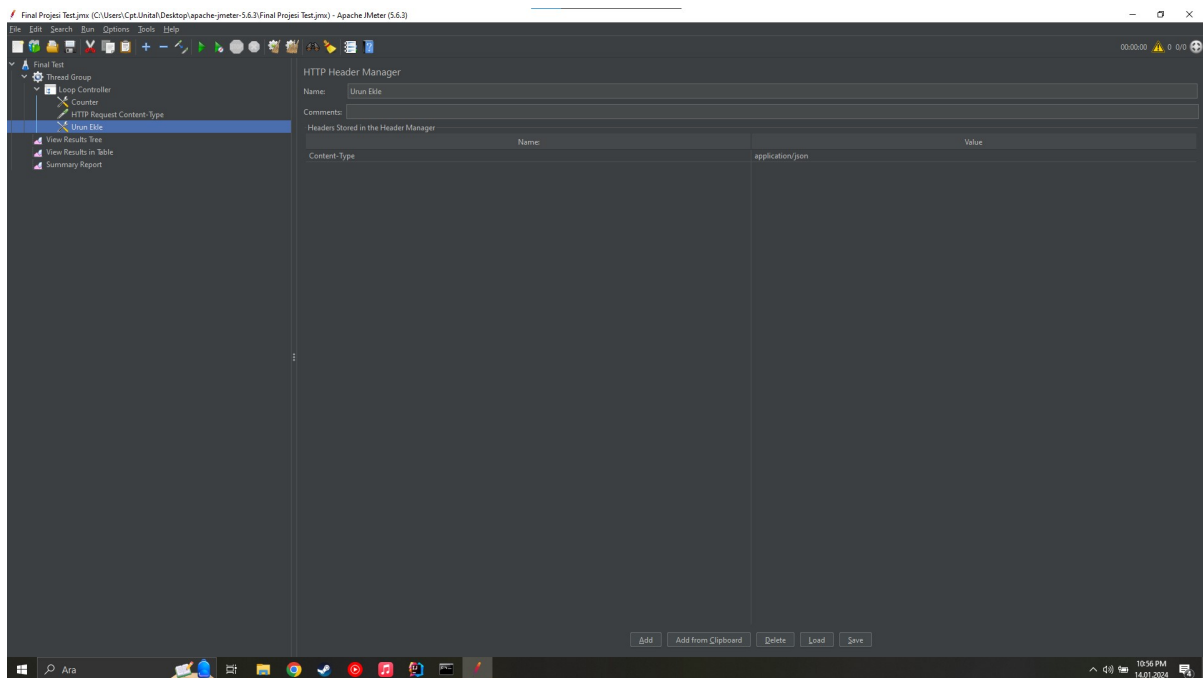 Final Projesi Test.jmx (C:\Users\Cpt.Unital\Desktop\apache-jmeter-5.6.3\Final Projesi Test.jmx) - Apache JMeter (5.6.3)
File Edit Search Run Options Tools Help
00:00:00 0 0/0
Final Test
Thread Group
Loop Controller
Counter
HTTP Request Content-Type
Urun Ekle
View Results Tree
View Results in Table
Summary Report
HTTP Header Manager
Name: Urun Ekle
Comments:
Headers Stored in the Header Manager
Name: Value
Content-Type application/json
Add Add from Clipboard Delete Load Save
Ara
10:56 PM
14.01.2024
4